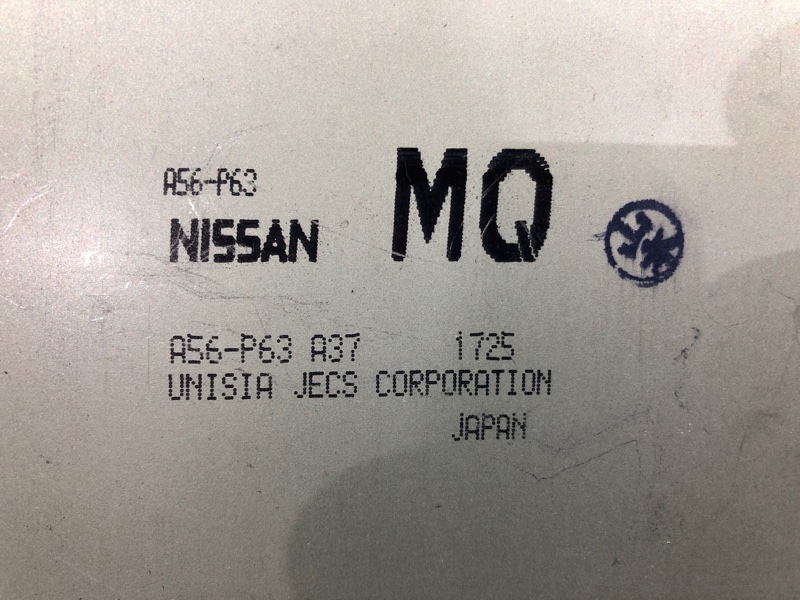 A56-P63
NISSAN MQ
A56-P63 A37 1725
UNISIA JECS CORPORATION
JAPAN